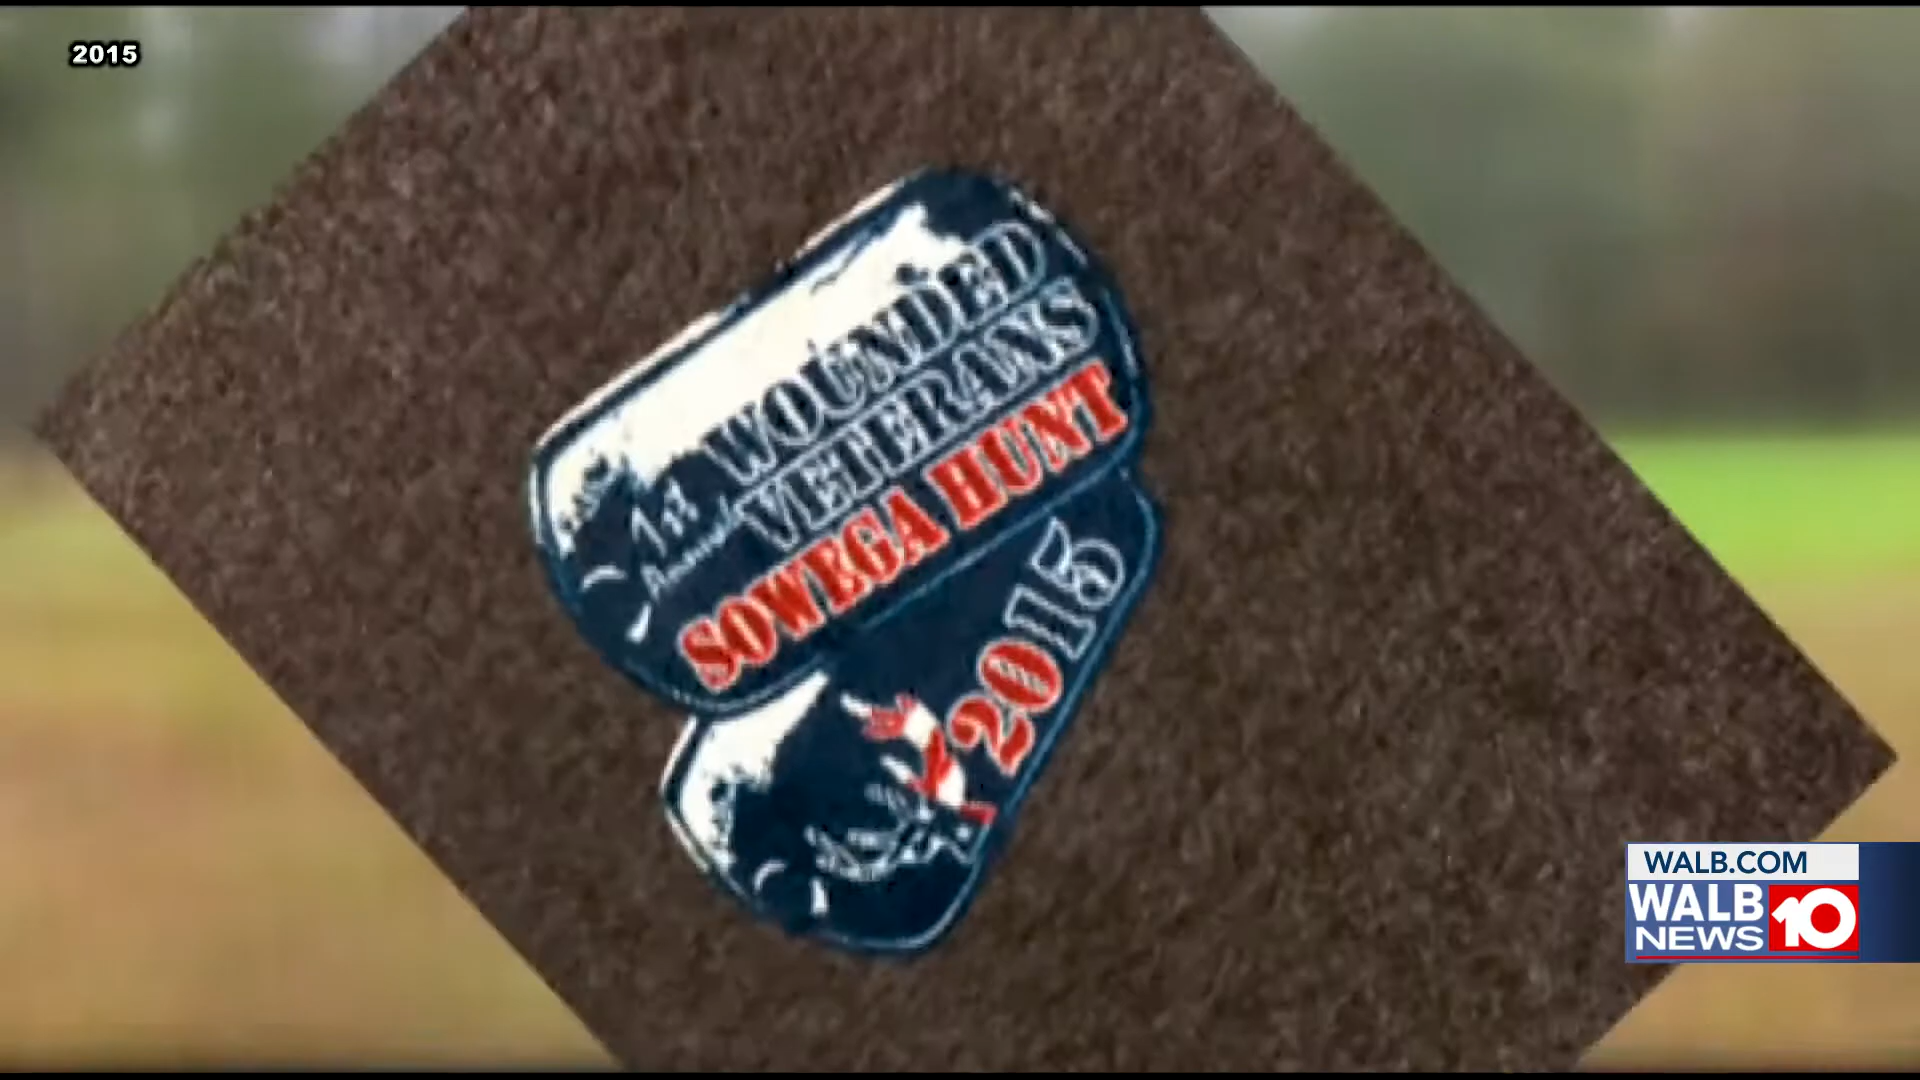 2015
WOUNDED
VETERANS
1st
Annual
SOWEGA HUNT
2015
WALB.COM
WALB
NEWS 10